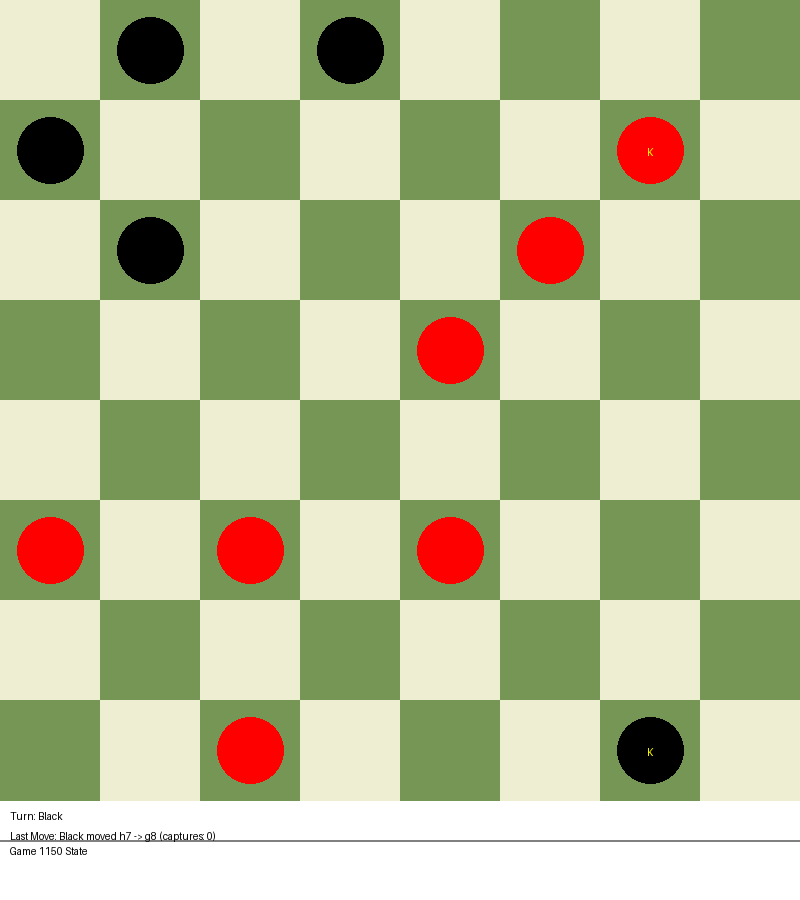 K
K
Turn: Black
Last Move: Black moved h7 -> g8 (captures: 0)
Game 1150 State